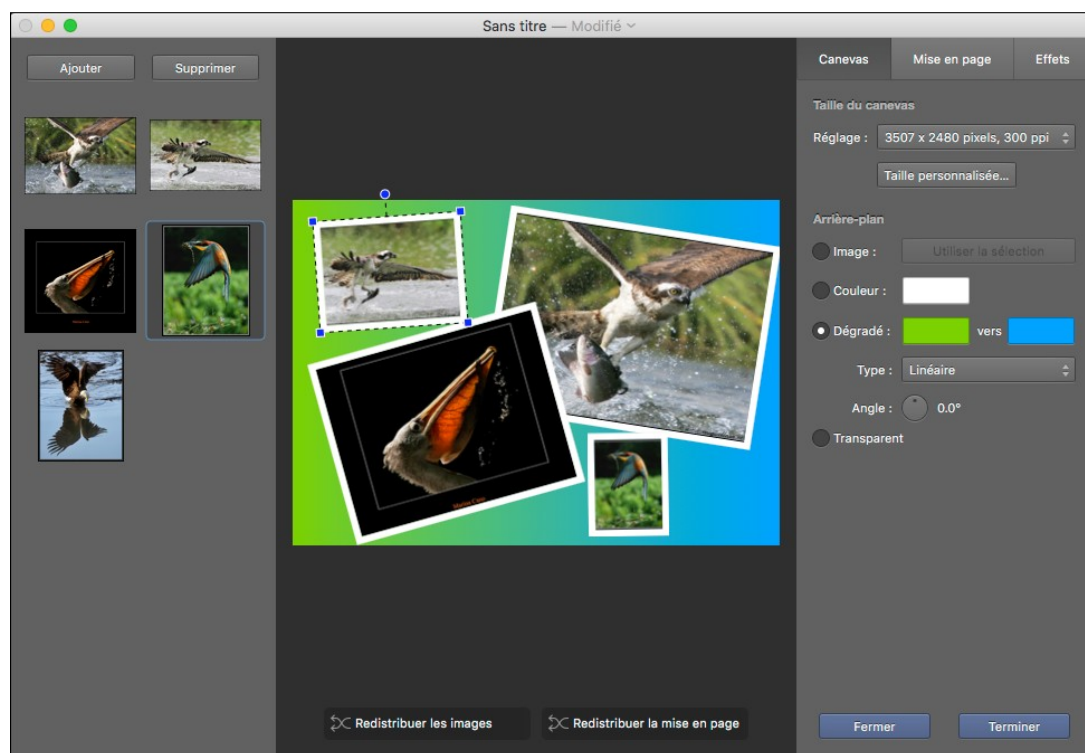 Sans titre — Modifié
Ajouter
Supprimer
Canevas
Mise en page
Effets
Taille du canevas
Réglage : 3507 x 2480 pixels, 300 ppi
Taille personnalisée...
Arrière-plan
Image : Utiliser la sélection
Couleur :
Dégradé : vers
Type : Linéaire
Angle : 0.0°
Transparent
Redistribuer les images
Redistribuer la mise en page
Fermer
Terminer